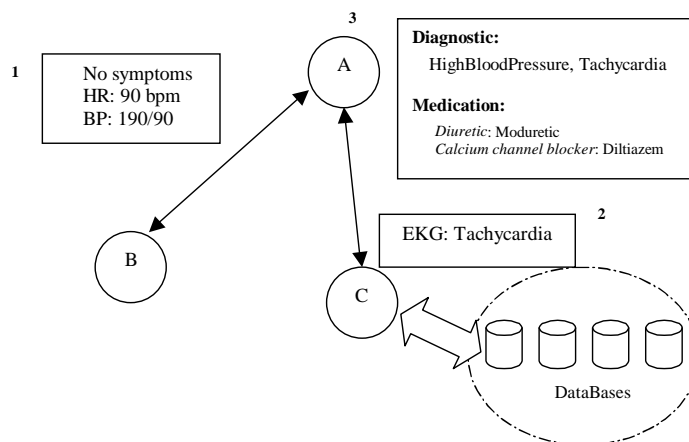 3
A
1
No symptoms
HR: 90 bpm
BP: 190/90
Diagnostic:
HighBloodPressure, Tachycardia
Medication:
Diuretic: Moduretic
Calcium channel blocker: Diltiazem
B
EKG: Tachycardia
2
C
DataBases